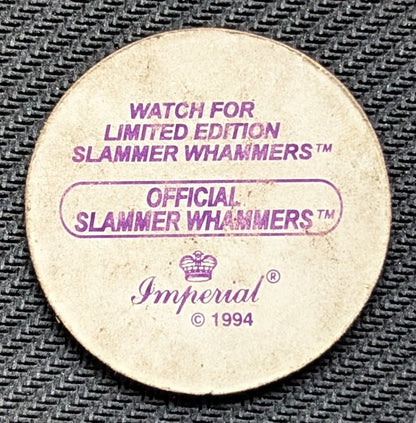 WATCH FOR
LIMITED EDITION
SLAMMER WHAMMERS™
OFFICIAL
SLAMMER WHAMMERS™
Imperial®
© 1994